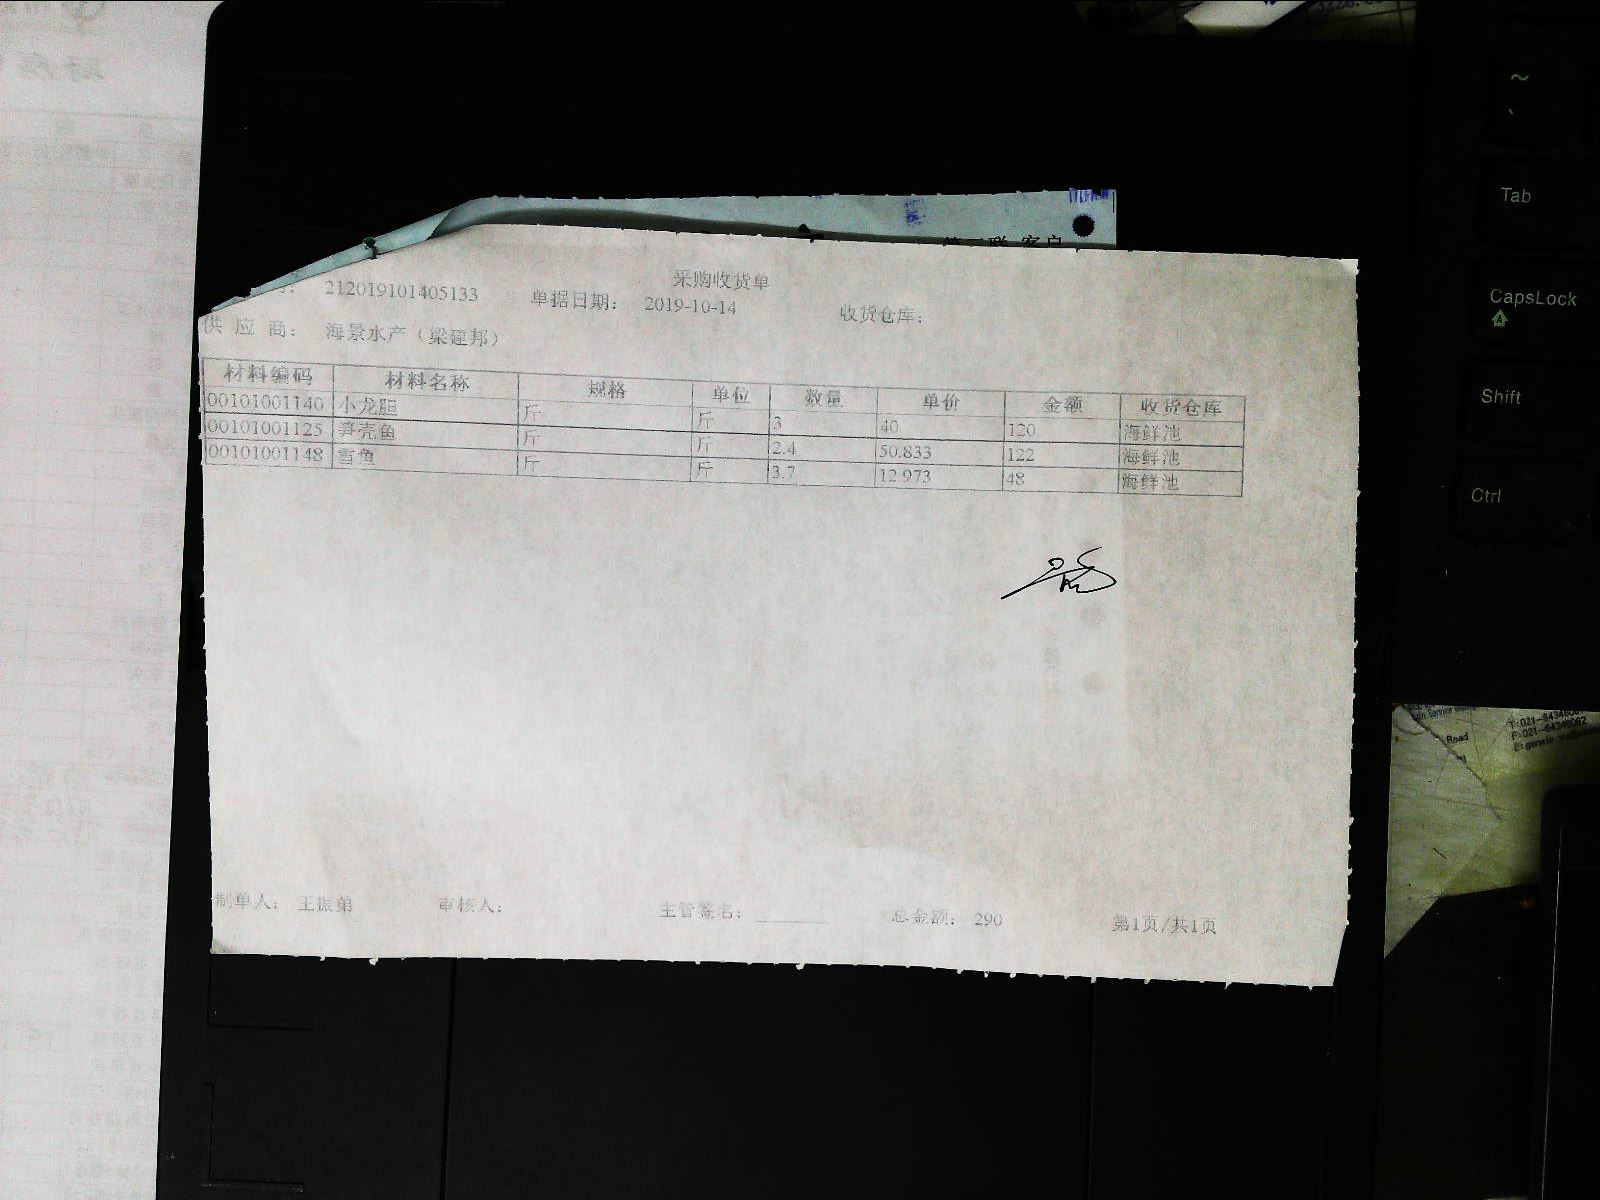 采购收货单
212019101405133 单据日期： 2019-10-14 收货仓库：
供 应 商： 海景水产（梁建邦）
材料编码 材料名称 规格 单位 数量 单价 金额 收货仓库
00101001140 小龙胆 斤 斤 3 40 120 海鲜池
00101001125 笋壳鱼 斤 斤 2.4 50.833 122 海鲜池
00101001148 雪鱼 斤 斤 3.7 12.973 48 海鲜池
制单人： 王振弟 审核人： 主管签名： 总金额： 290 第1页/共1页
~
`
Tab
CapsLock
Shift
Ctrl
Road